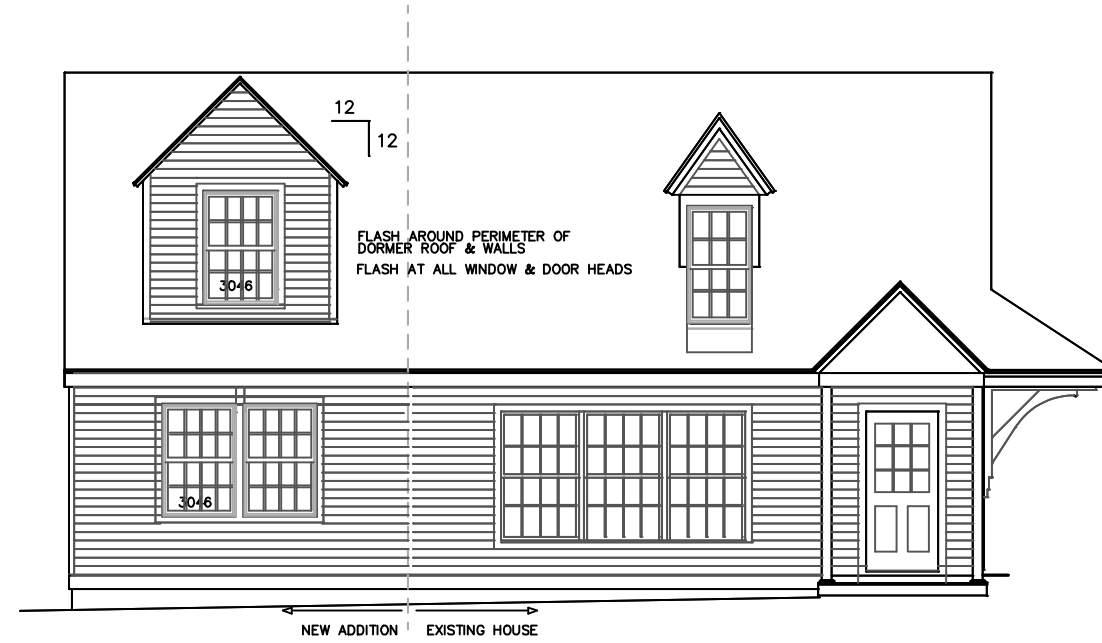 12
12
FLASH AROUND PERIMETER OF
DORMER ROOF & WALLS
FLASH AT ALL WINDOW & DOOR HEADS
3046
3046
NEW ADDITION
EXISTING HOUSE